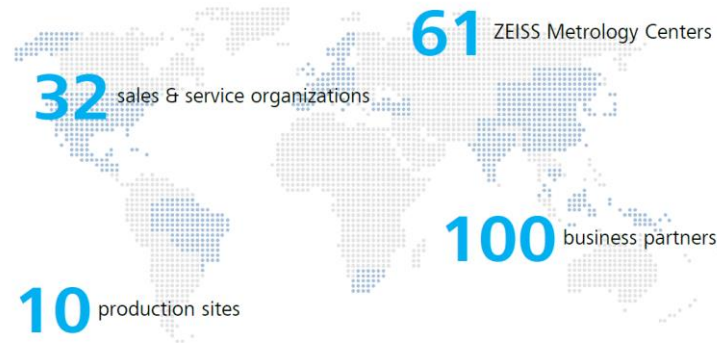 61 ZEISS Metrology Centers
32 sales & service organizations
100 business partners
10 production sites